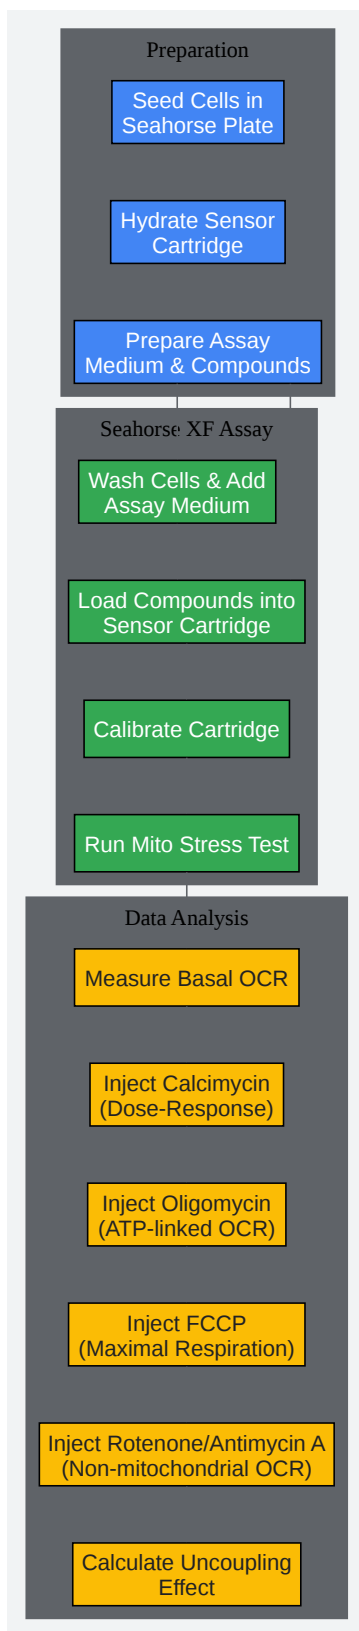 Preparation
Seed Cells in
Seahorse Plate
Hydrate Sensor
Cartridge
Prepare Assay
Medium & Compounds
Seahorse XF Assay
Wash Cells & Add
Assay Medium
Load Compounds into
Sensor Cartridge
Calibrate Cartridge
Run Mito Stress Test
Data Analysis
Measure Basal OCR
Inject Calcimycin
(Dose-Response)
Inject Oligomycin
(ATP-linked OCR)
Inject FCCP
(Maximal Respiration)
Inject Rotenone/Antimycin A
(Non-mitochondrial OCR)
Calculate Uncoupling
Effect